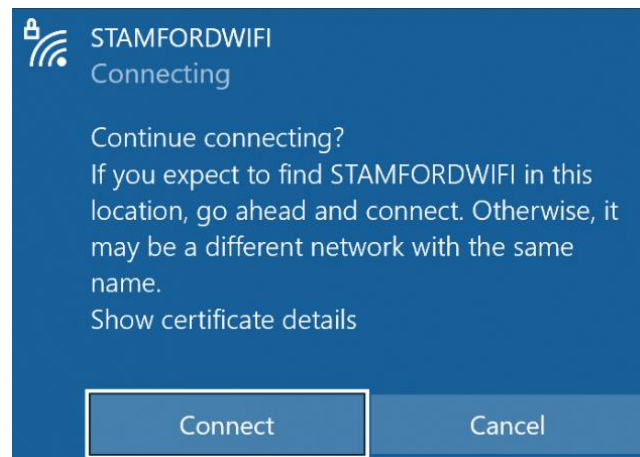 STAMFORDWIFI
Connecting
Continue connecting?
If you expect to find STAMFORDWIFI in this
location, go ahead and connect. Otherwise, it
may be a different network with the same
name.
Show certificate details
Connect
Cancel